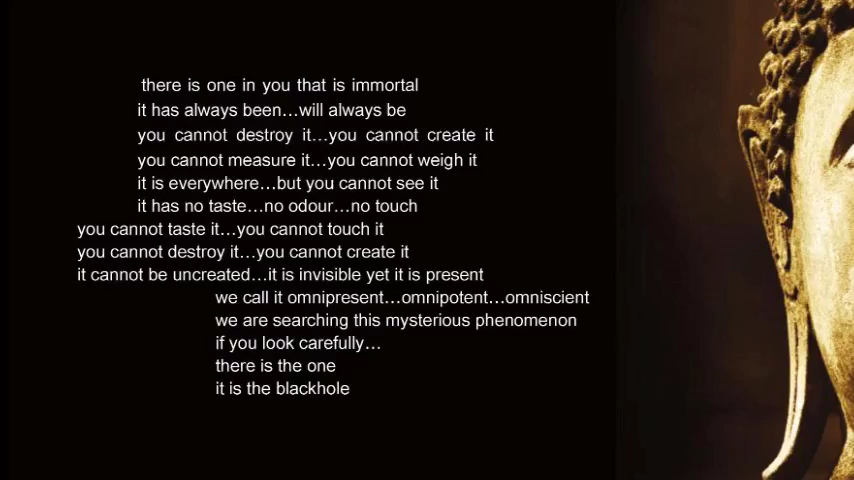 there is one in you that is immortal
it has always been...will always be
you cannot destroy it...you cannot create it
you cannot measure it...you cannot weigh it
it is everywhere...but you cannot see it
it has no taste...no odour...no touch
you cannot taste it...you cannot touch it
you cannot destroy it...you cannot create it
it cannot be uncreated...it is invisible yet it is present
we call it omnipresent...omnipotent...omniscient
we are searching this mysterious phenomenon
if you look carefully...
there is the one
it is the blackhole